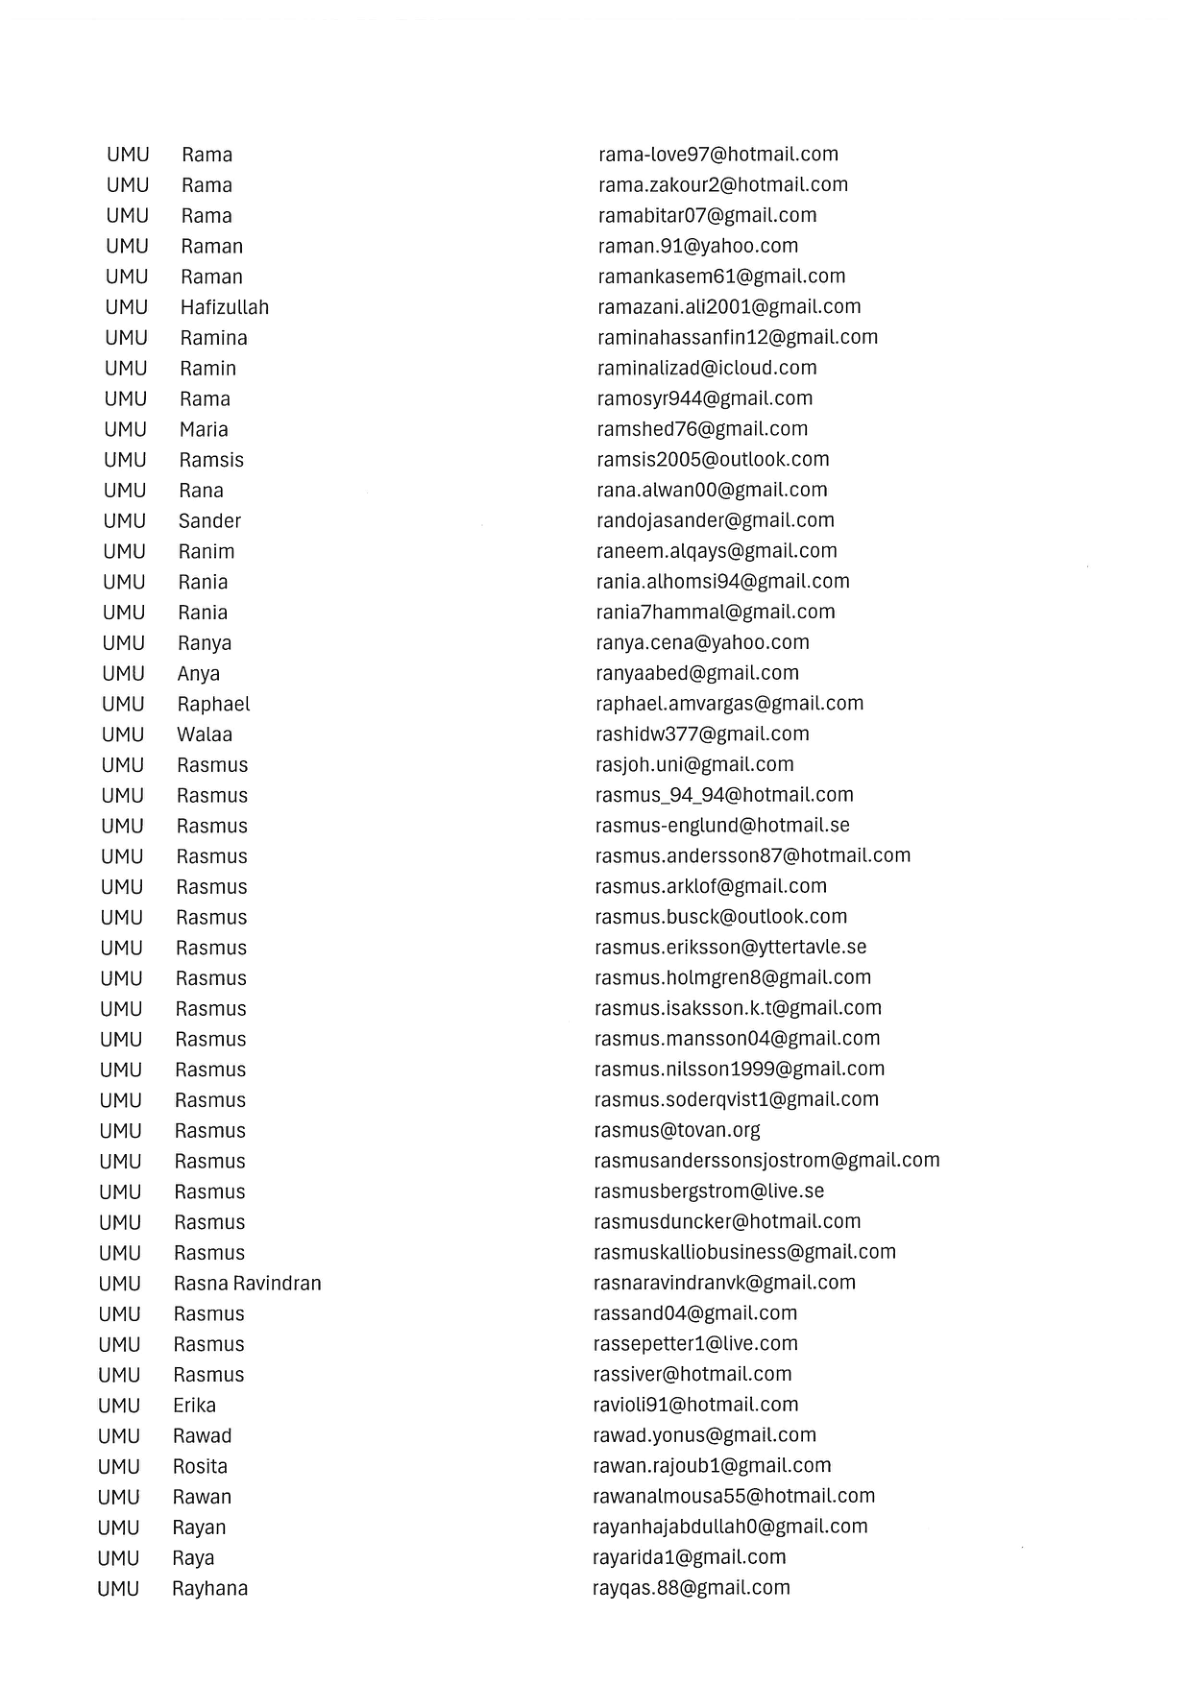 UMU Rama rama-love97@hotmail.com
UMU Rama rama.zakour2@hotmail.com
UMU Rama ramabitar07@gmail.com
UMU Raman raman.91@yahoo.com
UMU Raman ramankasem61@gmail.com
UMU Hafizullah ramazani.ali2001@gmail.com
UMU Ramina raminahassanfin12@gmail.com
UMU Ramin raminalizad@icloud.com
UMU Rama ramosyr944@gmail.com
UMU Maria ramshed76@gmail.com
UMU Ramsis ramsis2005@outlook.com
UMU Rana rana.alwan00@gmail.com
UMU Sander randojasander@gmail.com
UMU Ranim raneem.alqays@gmail.com
UMU Rania rania.alhomsi94@gmail.com
UMU Rania rania7hammal@gmail.com
UMU Ranya ranya.cena@yahoo.com
UMU Anya ranyaabed@gmail.com
UMU Raphael raphael.amvargas@gmail.com
UMU Walaa rashidw377@gmail.com
UMU Rasmus rasjoh.uni@gmail.com
UMU Rasmus rasmus_94_94@hotmail.com
UMU Rasmus rasmus-englund@hotmail.se
UMU Rasmus rasmus.andersson87@hotmail.com
UMU Rasmus rasmus.arklof@gmail.com
UMU Rasmus rasmus.busck@outlook.com
UMU Rasmus rasmus.eriksson@yttertavle.se
UMU Rasmus rasmus.holmgren8@gmail.com
UMU Rasmus rasmus.isaksson.k.t@gmail.com
UMU Rasmus rasmus.mansson04@gmail.com
UMU Rasmus rasmus.nilsson1999@gmail.com
UMU Rasmus rasmus.soderqvist1@gmail.com
UMU Rasmus rasmus@tovan.org
UMU Rasmus rasmusanderssonsjostrom@gmail.com
UMU Rasmus rasmusbergstrom@live.se
UMU Rasmus rasmusduncker@hotmail.com
UMU Rasmus rasmuskalliobusiness@gmail.com
UMU Rasna Ravindran rasnaravindranvk@gmail.com
UMU Rasmus rassand04@gmail.com
UMU Rasmus rassepetter1@live.com
UMU Rasmus rassiver@hotmail.com
UMU Erika ravioli91@hotmail.com
UMU Rawad rawad.yonus@gmail.com
UMU Rosita rawan.rajoub1@gmail.com
UMU Rawan rawanalmousa55@hotmail.com
UMU Rayan rayanhajabdullah0@gmail.com
UMU Raya rayarida1@gmail.com
UMU Rayhana rayqas.88@gmail.com